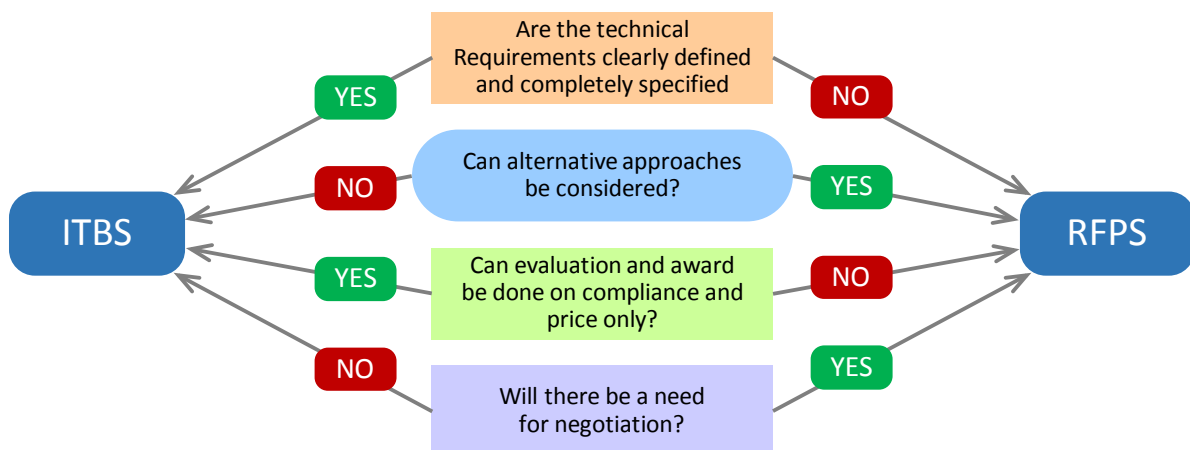 Are the technical
Requirements clearly defined
and completely specified
YES
NO
Can alternative approaches
be considered?
NO
YES
ITBS
RFPS
Can evaluation and award
be done on compliance and
price only?
YES
NO
Will there be a need
for negotiation?
NO
YES